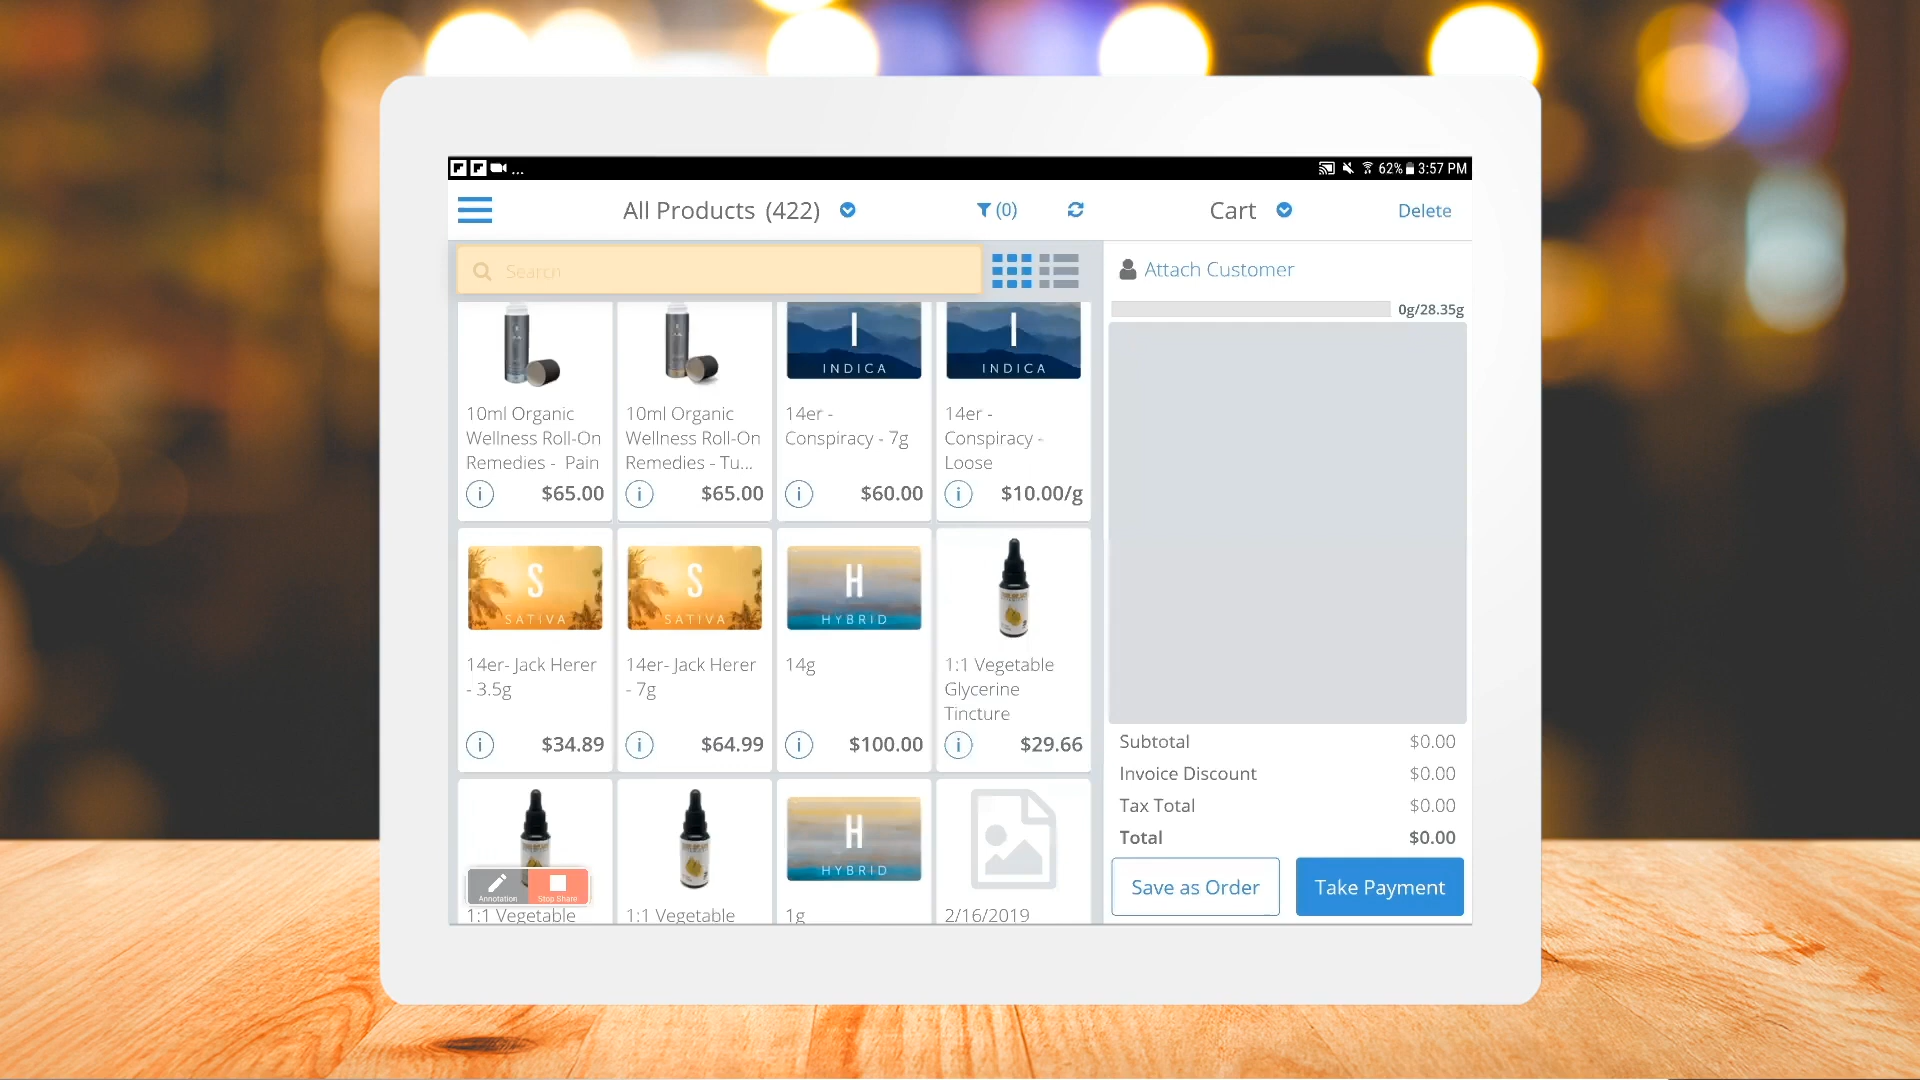 ... 62% 3:57 PM
All Products (422)
(0)
Cart
Delete
Search
Attach Customer
0g/28.35g
INDICA
INDICA
10ml Organic
Wellness Roll-On
Remedies - Pain
$65.00
10ml Organic
Wellness Roll-On
Remedies - Tu...
$65.00
14er -
Conspiracy - 7g
$60.00
14er -
Conspiracy -
Loose
$10.00/g
S
SATIVA
14er- Jack Herer
- 3.5g
$34.89
S
SATIVA
14er- Jack Herer
- 7g
$64.99
H
HYBRID
14g
$100.00
1:1 Vegetable
Glycerine
Tincture
$29.66
Annotation
Stop Share
1:1 Vegetable
1:1 Vegetable
H
HYBRID
1g
2/16/2019
Subtotal $0.00
Invoice Discount $0.00
Tax Total $0.00
Total $0.00
Save as Order
Take Payment